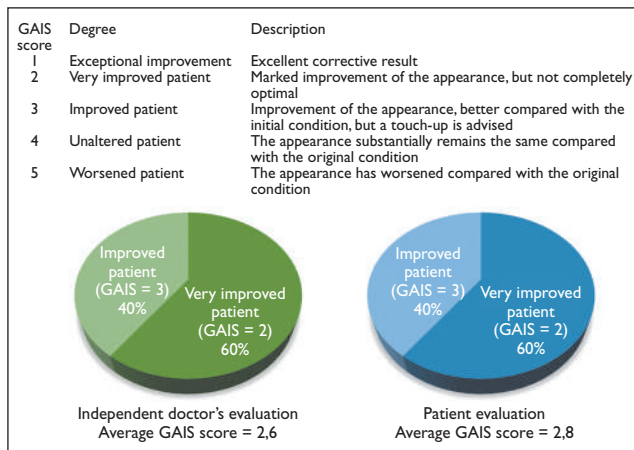 GAIS Degree Description
score
1 Exceptional improvement Excellent corrective result
2 Very improved patient Marked improvement of the appearance, but not completely
optimal
3 Improved patient Improvement of the appearance, better compared with the
initial condition, but a touch-up is advised
4 Unaltered patient The appearance substantially remains the same compared
with the original condition
5 Worsened patient The appearance has worsened compared with the original
condition
Improved
patient
(GAIS = 3)
40%
Very improved
patient
(GAIS = 2)
60%
Independent doctor's evaluation
Average GAIS score = 2,6
Improved
patient
(GAIS = 3)
40%
Very improved
patient
(GAIS = 2)
60%
Patient evaluation
Average GAIS score = 2,8